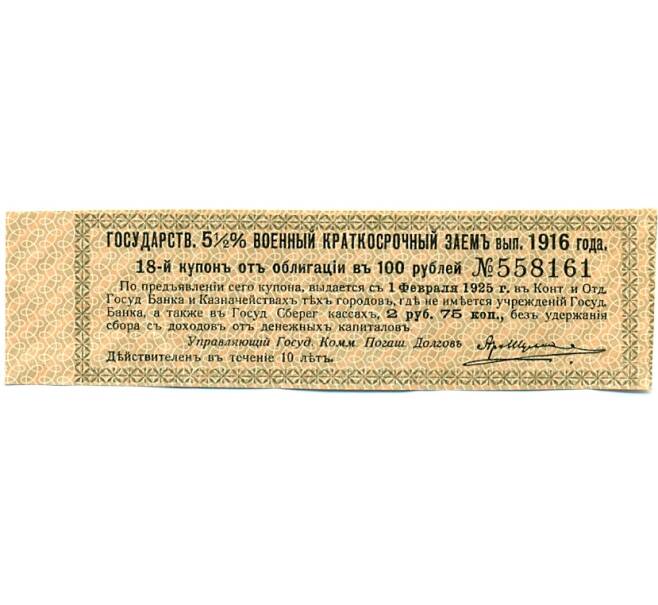 ГОСУДАРСТВ. 5½% ВОЕННЫЙ КРАТКОСРОЧНЫЙ ЗАЕМЪ вып. 1916 года.
18-й купонъ отъ облигаціи въ 100 рублей №558161
По предъявленіи сего купона, выдается съ 1 Февраля 1925 г. въ Конт и Отд.
Госуд Банка и Казначействахъ тѣхъ городовъ, гдѣ не имѣется учрежденій Госуд.
Банка, а также въ Госуд Сберег кассахъ, 2 руб. 75 коп., безъ удержанія
сбора съ доходовъ отъ денежныхъ капиталовъ
Управляющій Госуд. Комм Погаш Долговъ
Дѣйствителенъ въ теченіе 10 лѣтъ.